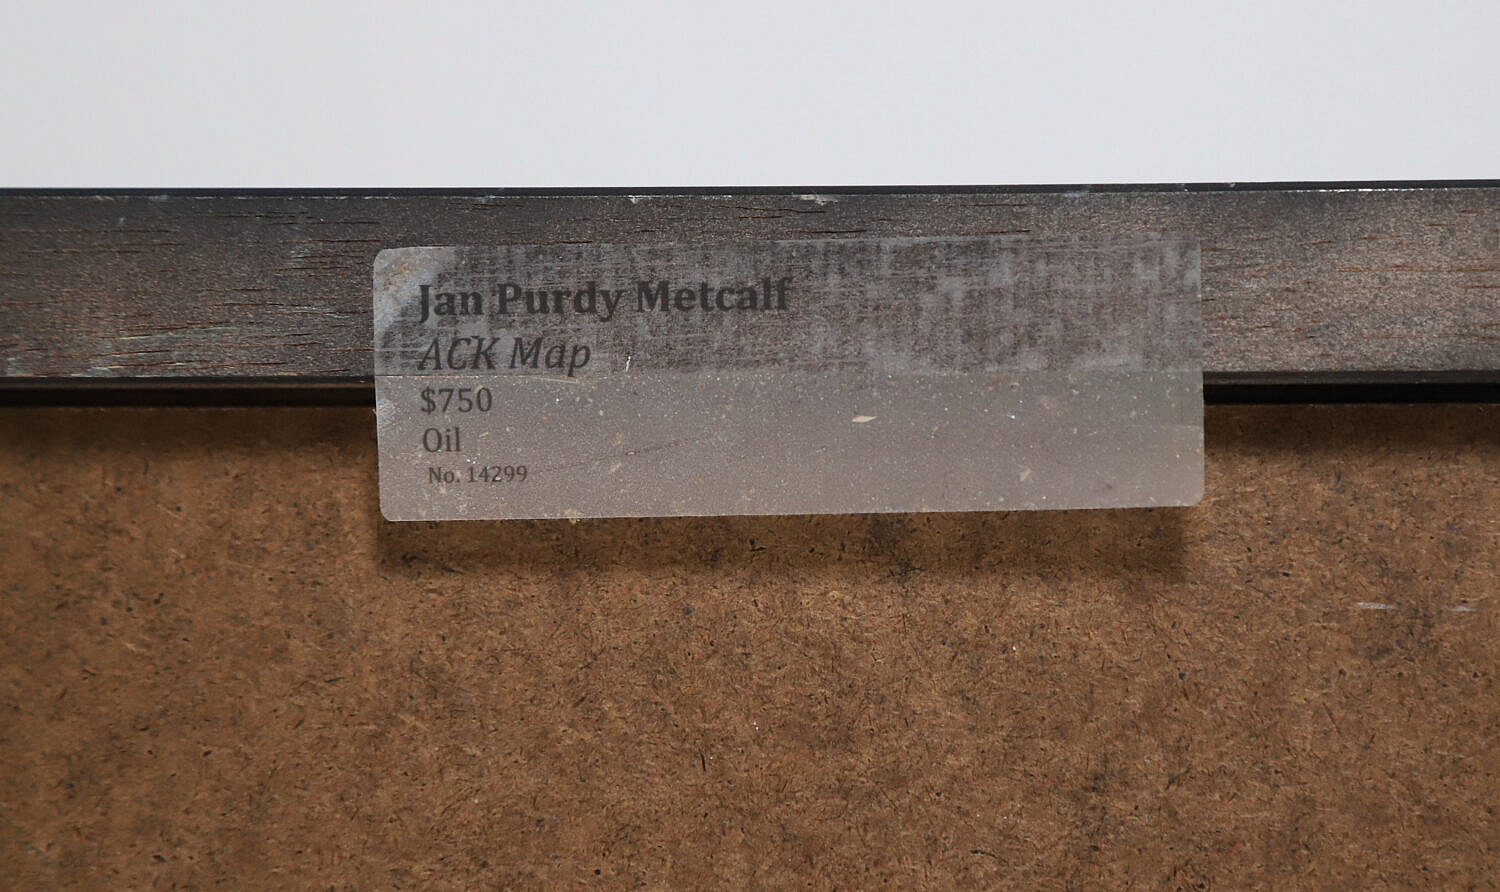 Jan Purdy Metcalf
ACK Map
$750
Oil
No. 14299